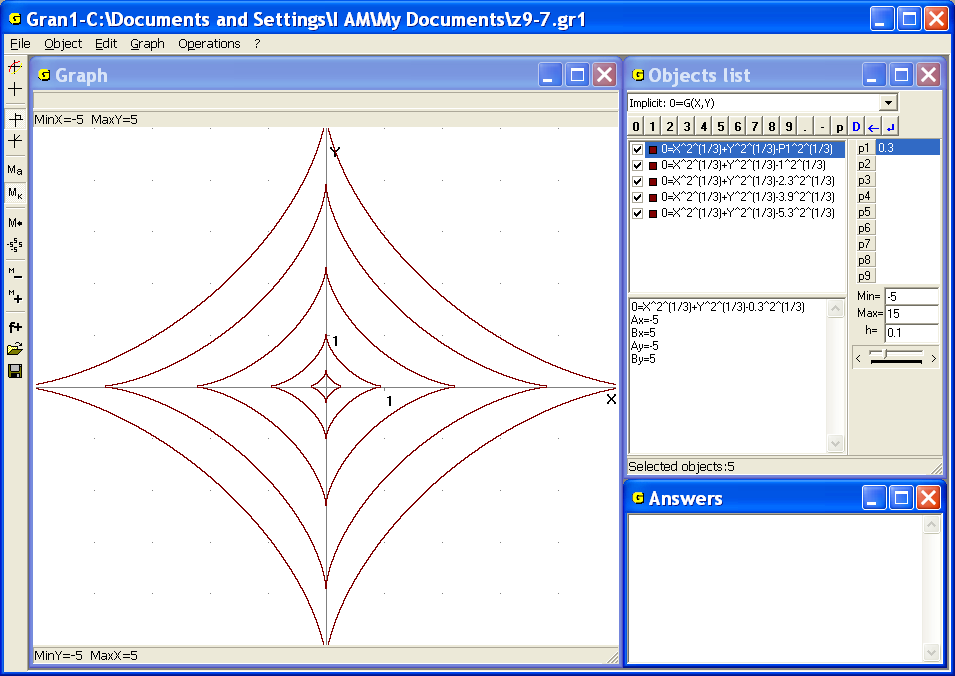 Gran1-C:\Documents and Settings\I AM\My Documents\z9-7.gr1
File Object Edit Graph Operations ?
Graph
MinX=-5 MaxY=5
Y
1
1
X
MinY=-5 MaxX=5
Ma
Mк
M*
M
M
f+
Objects list
Implicit: 0=G(X,Y)
0 1 2 3 4 5 6 7 8 9 . - p D
0=X^2^(1/3)+Y^2^(1/3)-P1^2^(1/3)
0=X^2^(1/3)+Y^2^(1/3)-1^2^(1/3)
0=X^2^(1/3)+Y^2^(1/3)-2.3^2^(1/3)
0=X^2^(1/3)+Y^2^(1/3)-3.9^2^(1/3)
0=X^2^(1/3)+Y^2^(1/3)-5.3^2^(1/3)
p1 0.3
p2
p3
p4
p5
p6
p7
p8
p9
Min= -5
Max= 15
h= 0.1
0=X^2^(1/3)+Y^2^(1/3)-0.3^2^(1/3)
Ax=-5
Bx=5
Ay=-5
By=5
Selected objects:5
Answers